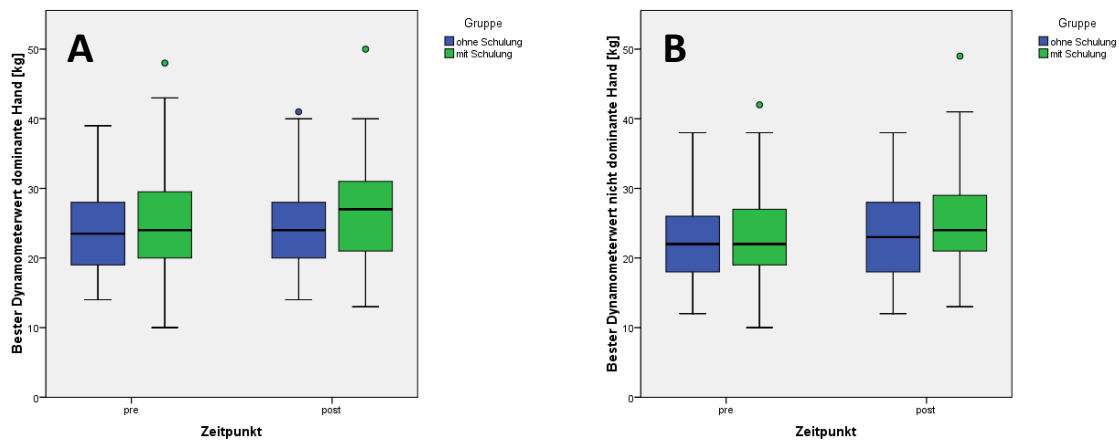 A
Gruppe
ohne Schulung
mit Schulung
Bester Dynamometerwert dominante Hand [kg]
50
40
30
20
10
0
pre
post
Zeitpunkt
B
Gruppe
ohne Schulung
mit Schulung
Bester Dynamometerwert nicht dominante Hand [kg]
50
40
30
20
10
0
pre
post
Zeitpunkt